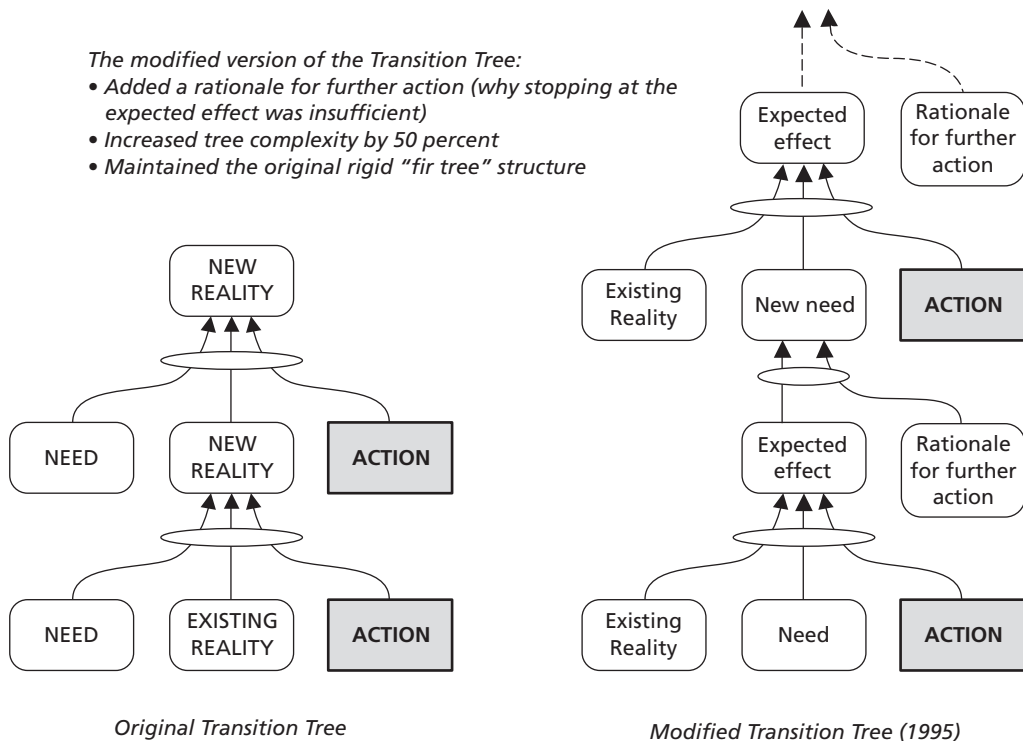 The modified version of the Transition Tree:
• Added a rationale for further action (why stopping at the
expected effect was insufficient)
• Increased tree complexity by 50 percent
• Maintained the original rigid “fir tree” structure
NEW
REALITY
NEED
NEW
REALITY
ACTION
NEED
EXISTING
REALITY
ACTION
Original Transition Tree
Expected
effect
Rationale
for further
action
Existing
Reality
New need
ACTION
Expected
effect
Rationale
for further
action
Existing
Reality
Need
ACTION
Modified Transition Tree (1995)